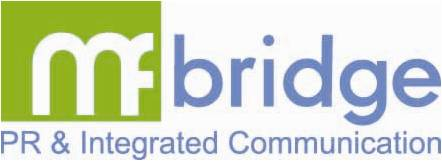 mf bridge
PR & Integrated Communication